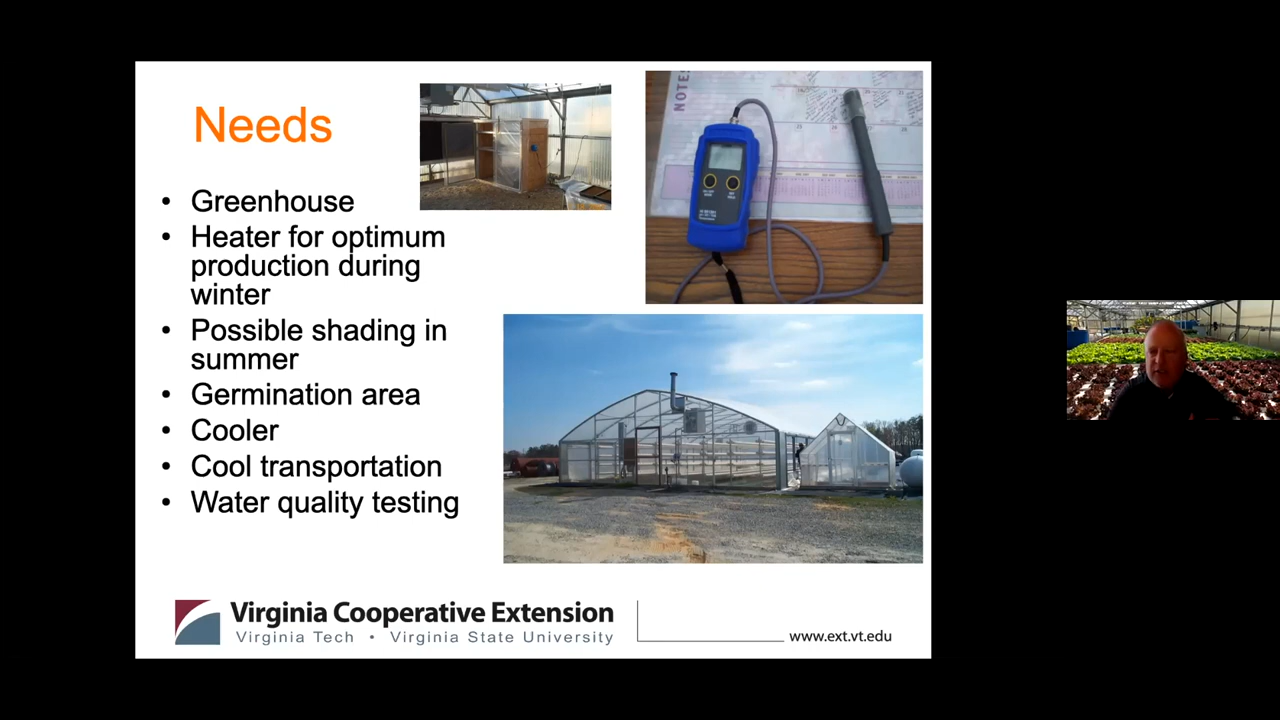 Needs
• Greenhouse
• Heater for optimum
production during
winter
• Possible shading in
summer
• Germination area
• Cooler
• Cool transportation
• Water quality testing
NOTES
Virginia Cooperative Extension
Virginia Tech • Virginia State University
www.ext.vt.edu